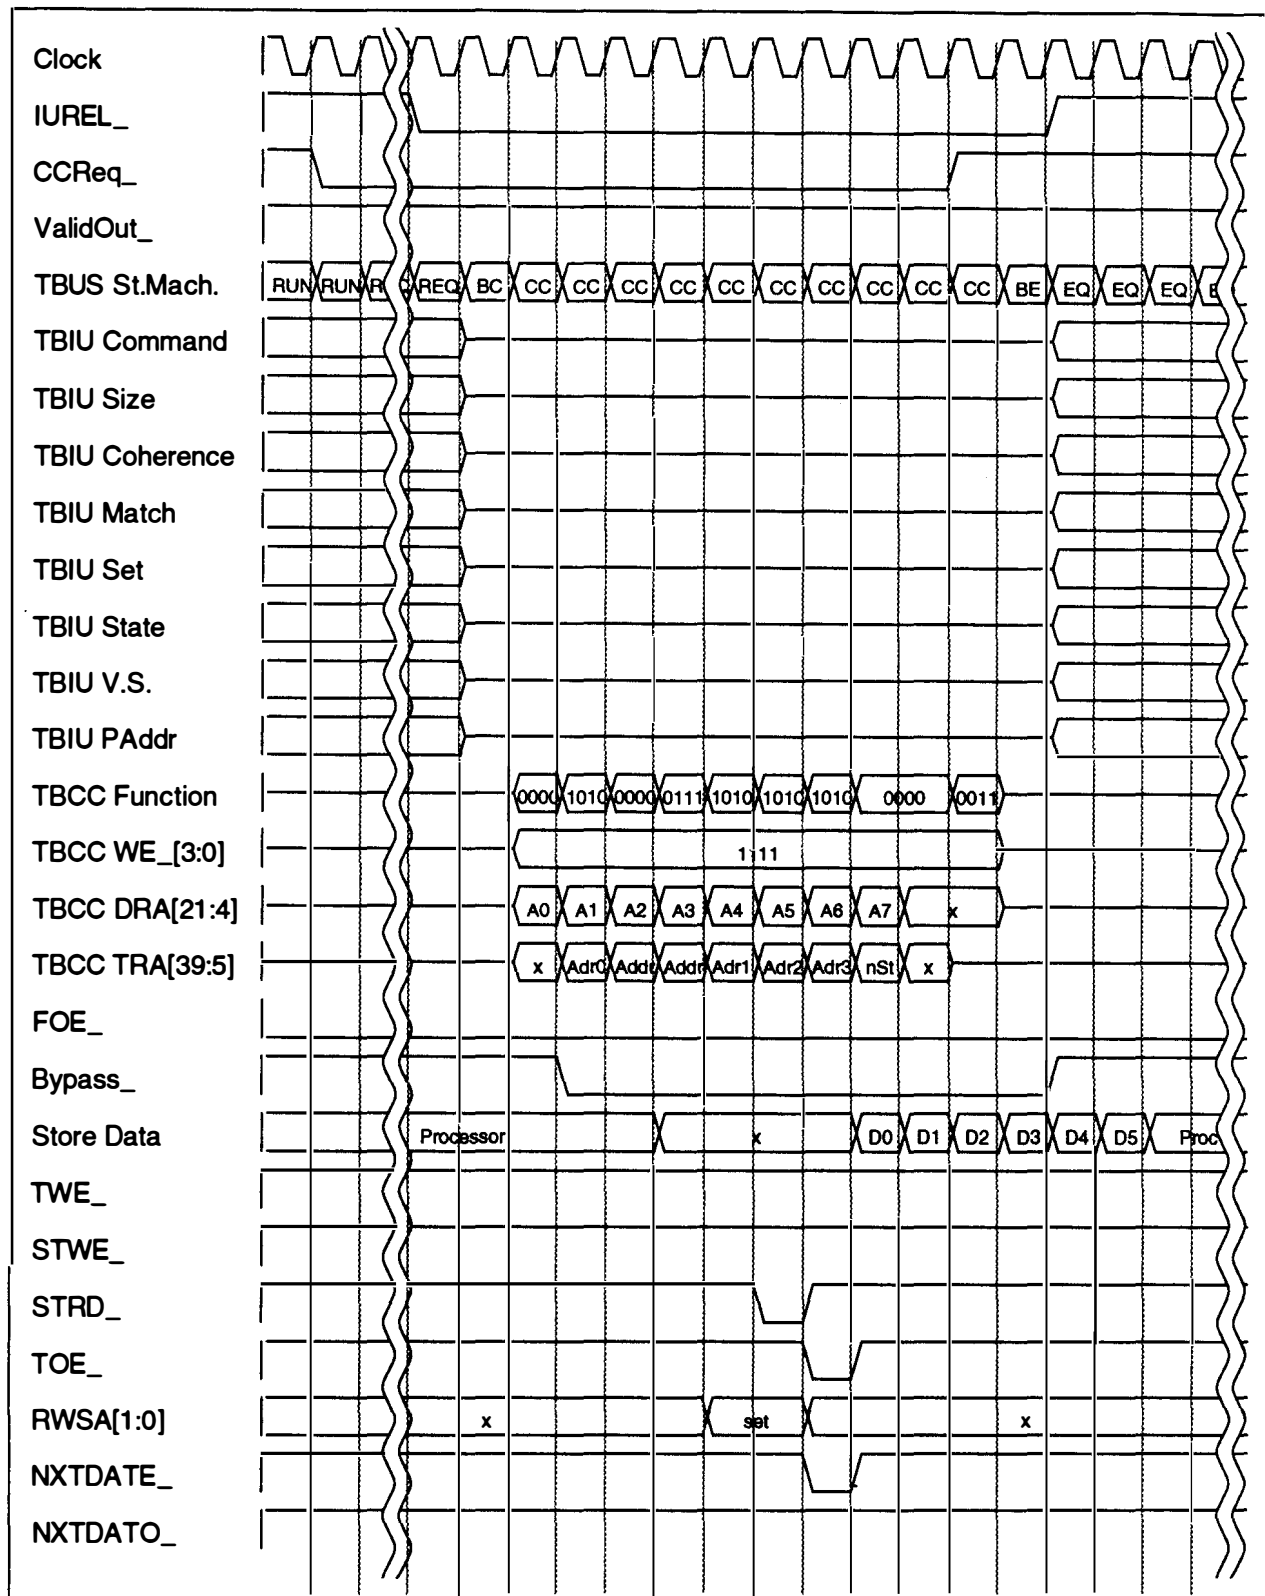 Clock
IUREL_
CCReq_
ValidOut_
TBUS St.Mach. RUN RUN REQ BC CC CC CC CC CC CC CC CC CC CC BE EQ EQ EQ
TBIU Command
TBIU Size
TBIU Coherence
TBIU Match
TBIU Set
TBIU State
TBIU V.S.
TBIU PAddr
TBCC Function 0000 1010 0000 0111 1010 1010 1010 0000 0011
TBCC WE_[3:0] 1111
TBCC DRA[21:4] A0 A1 A2 A3 A4 A5 A6 A7 x
TBCC TRA[39:5] x Adr0 Addr Addr Adr1 Adr2 Adr3 nSt x
FOE_
Bypass_
Store Data Processor x D0 D1 D2 D3 D4 D5 Proc
TWE_
STWE_
STRD_
TOE_
RWSA[1:0] x set x
NXTDATE_
NXTDATO_